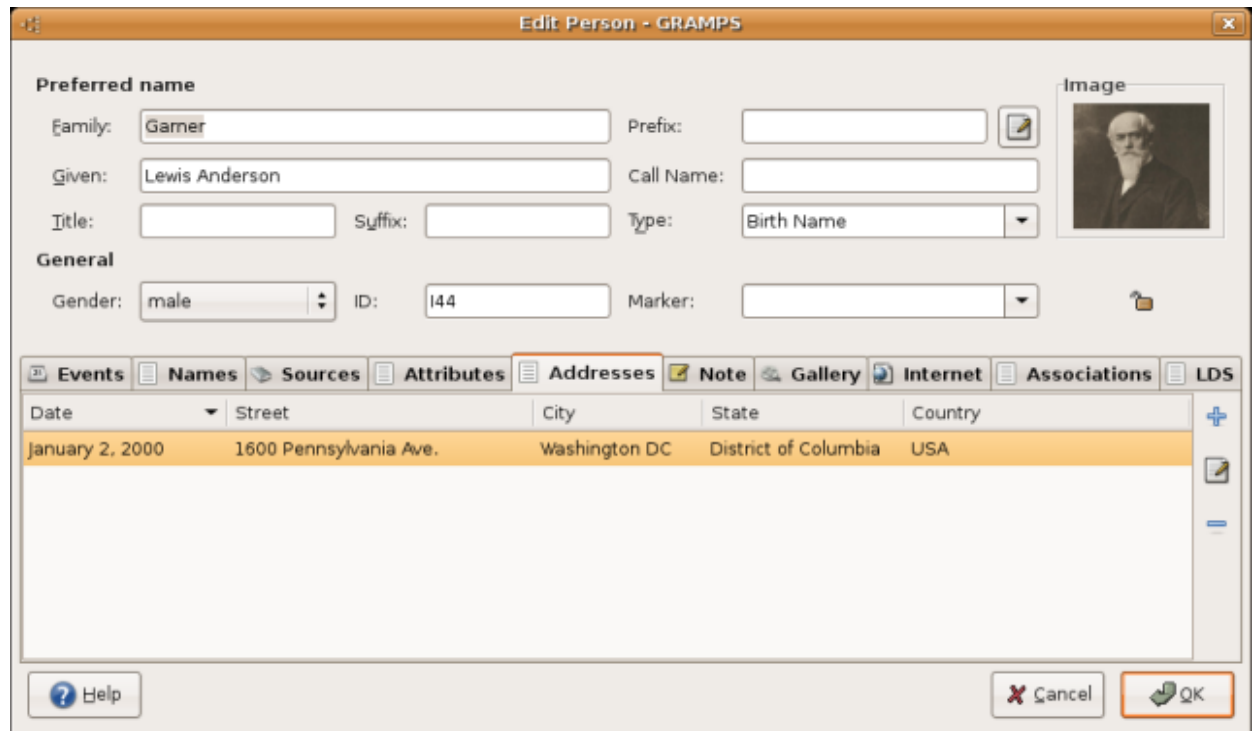 Edit Person - GRAMPS
Preferred name
Image
Family: Garner Prefix:
Given: Lewis Anderson Call Name:
Title: Suffix: Type: Birth Name
General
Gender: male ID: I44 Marker:
Events Names Sources Attributes Addresses Note Gallery Internet Associations LDS
Date Street City State Country
January 2, 2000 1600 Pennsylvania Ave. Washington DC District of Columbia USA
Help Cancel OK